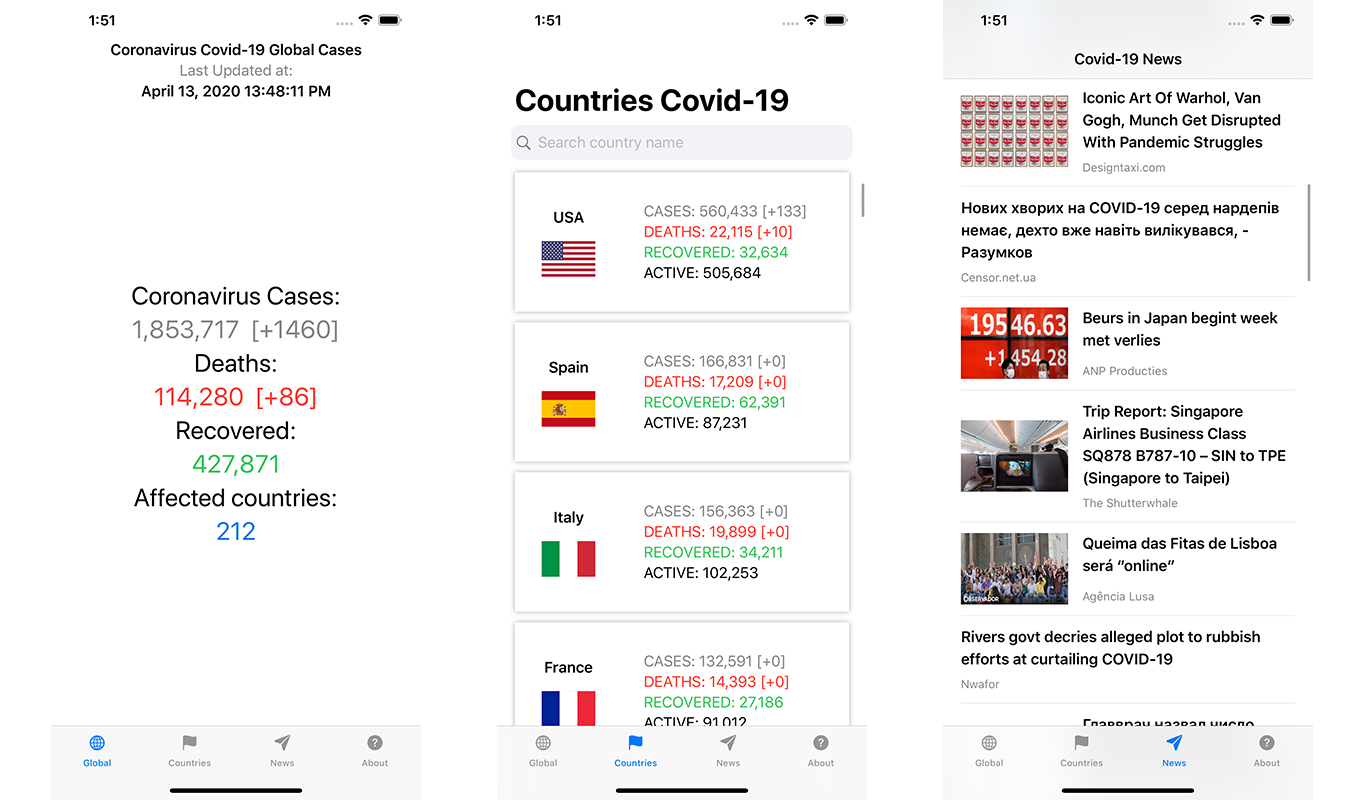 1:51
Coronavirus Covid-19 Global Cases
Last Updated at:
April 13, 2020 13:48:11 PM
Coronavirus Cases:
1,853,717 [+1460]
Deaths:
114,280 [+86]
Recovered:
427,871
Affected countries:
212
Global
Countries
News
About
1:51
Countries Covid-19
Search country name
USA
CASES: 560,433 [+133]
DEATHS: 22,115 [+10]
RECOVERED: 32,634
ACTIVE: 505,684
Spain
CASES: 166,831 [+0]
DEATHS: 17,209 [+0]
RECOVERED: 62,391
ACTIVE: 87,231
Italy
CASES: 156,363 [+0]
DEATHS: 19,899 [+0]
RECOVERED: 34,211
ACTIVE: 102,253
France
CASES: 132,591 [+0]
DEATHS: 14,393 [+0]
RECOVERED: 27,186
ACTIVE: 91,012
Global
Countries
News
About
1:51
Covid-19 News
Iconic Art Of Warhol, Van
Gogh, Munch Get Disrupted
With Pandemic Struggles
Designtaxi.com
Нових хворих на COVID-19 серед нардепів
немає, дехто вже навіть вилікувався, -
Разумков
Censor.net.ua
19546.63
+1454.28
Beurs in Japan begint week
met verlies
ANP Producties
Trip Report: Singapore
Airlines Business Class
SQ878 B787-10 – SIN to TPE
(Singapore to Taipei)
The Shutterwhale
OBSERVADOR
Queima das Fitas de Lisboa
será “online”
Agência Lusa
Rivers govt decries alleged plot to rubbish
efforts at curtailing COVID-19
Nwafor
Главврач назвал число
Global
Countries
News
About